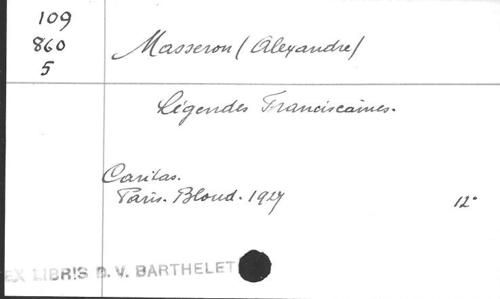 109
860
5
Masseron (Alexandre)
Légendes Franciscaines.
Caritas.
Paris. Bloud. 1927
12°
EX LIBRIS D. V. BARTHELET